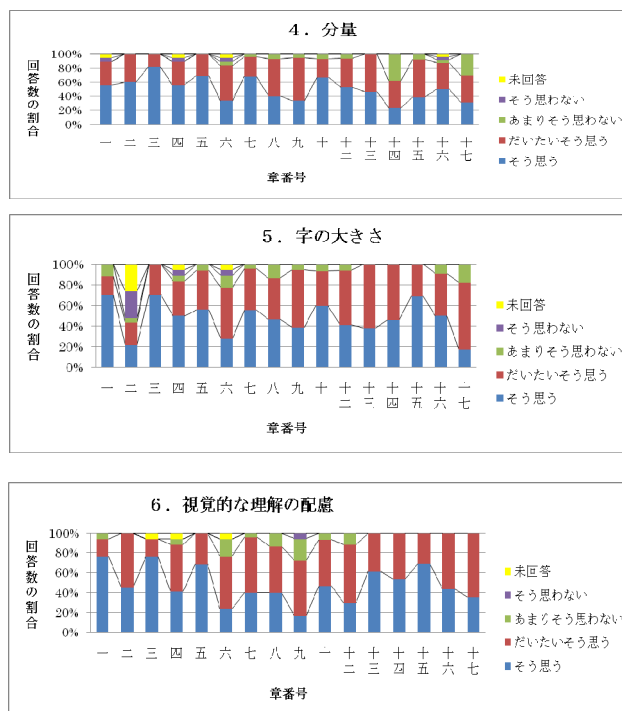 ４．分量
100%
80%
60%
40%
20%
0%
回答数の割合
一 二 三 四 五 六 七 八 九 十 十二 十三 十四 十五 十六 十七
章番号
未回答
そう思わない
あまりそう思わない
だいたいそう思う
そう思う
５．字の大きさ
100%
80%
60%
40%
20%
0%
回答数の割合
一 二 三 四 五 六 七 八 九 十 十二 十三 十四 十五 十六 一七
章番号
未回答
そう思わない
あまりそう思わない
だいたいそう思う
そう思う
６．視覚的な理解の配慮
100%
80%
60%
40%
20%
0%
回答数の割合
一 二 三 四 五 六 七 八 九 一 十二 十三 十四 十五 十六 十七
章番号
未回答
そう思わない
あまりそう思わない
だいたいそう思う
そう思う